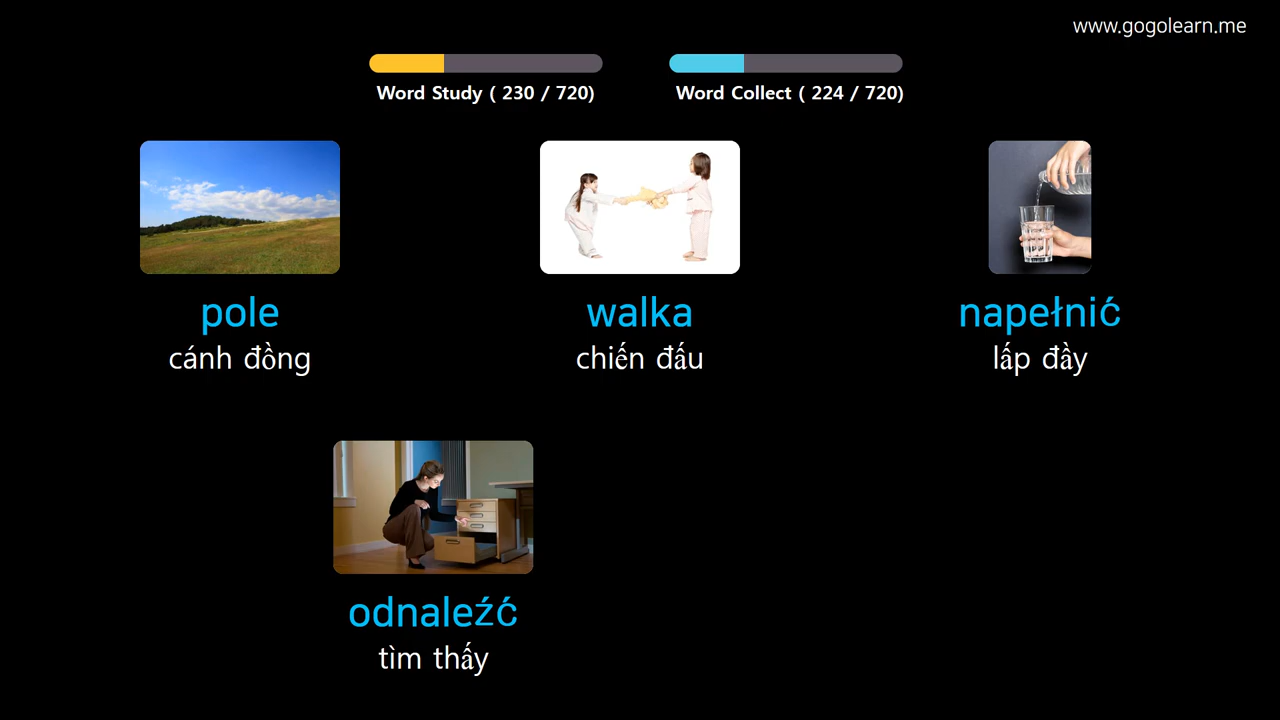 www.gogolearn.me
Word Study ( 230 / 720)
Word Collect ( 224 / 720)
pole
cánh đồng
walka
chiến đấu
napełnić
lấp đầy
odnaleźć
tìm thấy